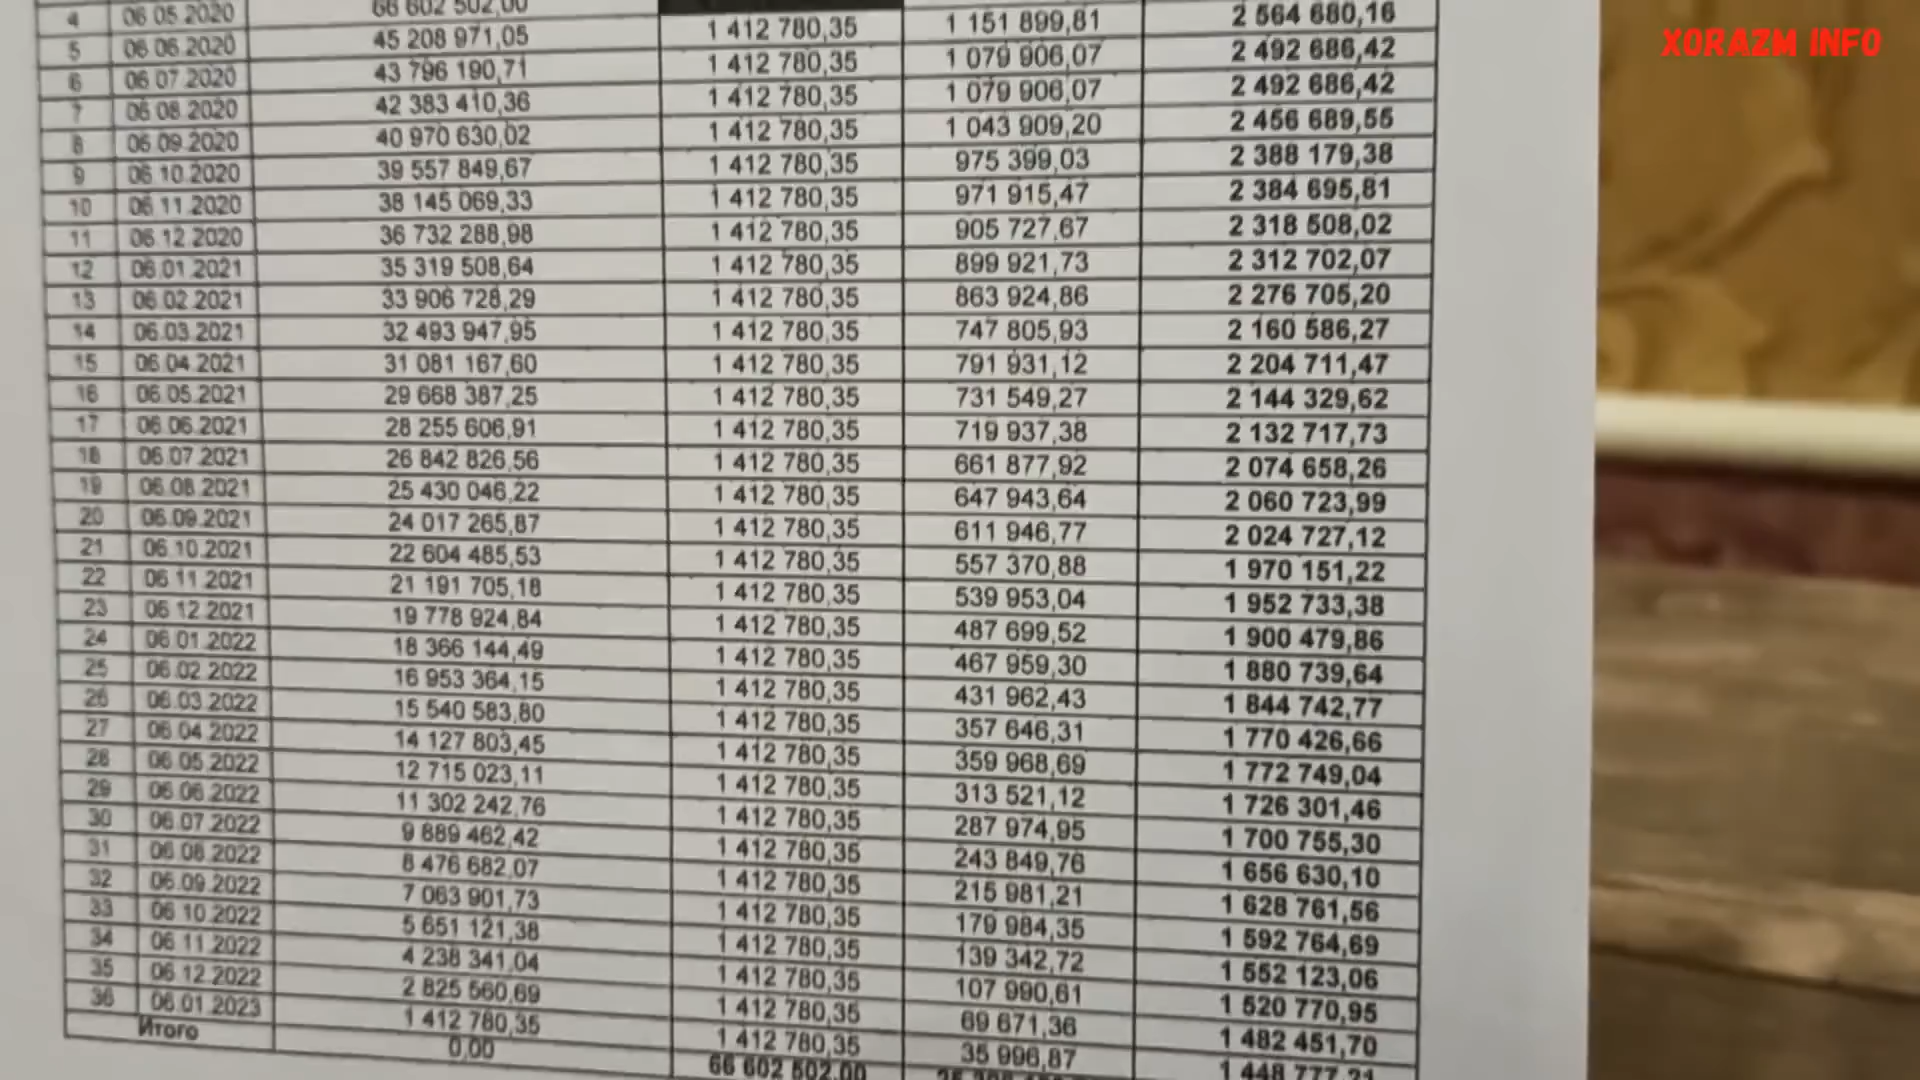 XORAZM INFO
4 06.05.2020 66 602 502,00
5 06.06.2020 45 208 971,05 1 412 780,35 1 151 899,81 2 564 680,16
6 06.07.2020 43 796 190,71 1 412 780,35 1 079 906,07 2 492 686,42
7 06.08.2020 42 383 410,36 1 412 780,35 1 079 906,07 2 492 686,42
8 06.09.2020 40 970 630,02 1 412 780,35 1 043 909,20 2 456 689,55
9 06.10.2020 39 557 849,67 1 412 780,35 975 399,03 2 388 179,38
10 06.11.2020 38 145 069,33 1 412 780,35 971 915,47 2 384 695,81
11 06.12.2020 36 732 288,98 1 412 780,35 905 727,67 2 318 508,02
12 06.01.2021 35 319 508,64 1 412 780,35 899 921,73 2 312 702,07
13 06.02.2021 33 906 728,29 1 412 780,35 863 924,86 2 276 705,20
14 06.03.2021 32 493 947,95 1 412 780,35 747 805,93 2 160 586,27
15 06.04.2021 31 081 167,60 1 412 780,35 791 931,12 2 204 711,47
16 06.05.2021 29 668 387,25 1 412 780,35 731 549,27 2 144 329,62
17 06.06.2021 28 255 606,91 1 412 780,35 719 937,38 2 132 717,73
18 06.07.2021 26 842 826,56 1 412 780,35 661 877,92 2 074 658,26
19 06.08.2021 25 430 046,22 1 412 780,35 647 943,64 2 060 723,99
20 06.09.2021 24 017 265,87 1 412 780,35 611 946,77 2 024 727,12
21 06.10.2021 22 604 485,53 1 412 780,35 557 370,88 1 970 151,22
22 06.11.2021 21 191 705,18 1 412 780,35 539 953,04 1 952 733,38
23 06.12.2021 19 778 924,84 1 412 780,35 487 699,52 1 900 479,86
24 06.01.2022 18 366 144,49 1 412 780,35 467 959,30 1 880 739,64
25 06.02.2022 16 953 364,15 1 412 780,35 431 962,43 1 844 742,77
26 06.03.2022 15 540 583,80 1 412 780,35 357 646,31 1 770 426,66
27 06.04.2022 14 127 803,45 1 412 780,35 359 968,69 1 772 749,04
28 06.05.2022 12 715 023,11 1 412 780,35 313 521,12 1 726 301,46
29 06.06.2022 11 302 242,76 1 412 780,35 287 974,95 1 700 755,30
30 06.07.2022 9 889 462,42 1 412 780,35 243 849,76 1 656 630,10
31 06.08.2022 8 476 682,07 1 412 780,35 215 981,21 1 628 761,56
32 06.09.2022 7 063 901,73 1 412 780,35 179 984,35 1 592 764,69
33 06.10.2022 5 651 121,38 1 412 780,35 139 342,72 1 552 123,06
34 06.11.2022 4 238 341,04 1 412 780,35 107 990,61 1 520 770,95
35 06.12.2022 2 825 560,69 1 412 780,35 69 671,36 1 482 451,70
36 06.01.2023 1 412 780,35 1 412 780,35 35 996,87 1 448 777,21
Итого 0,00 66 602 502,00